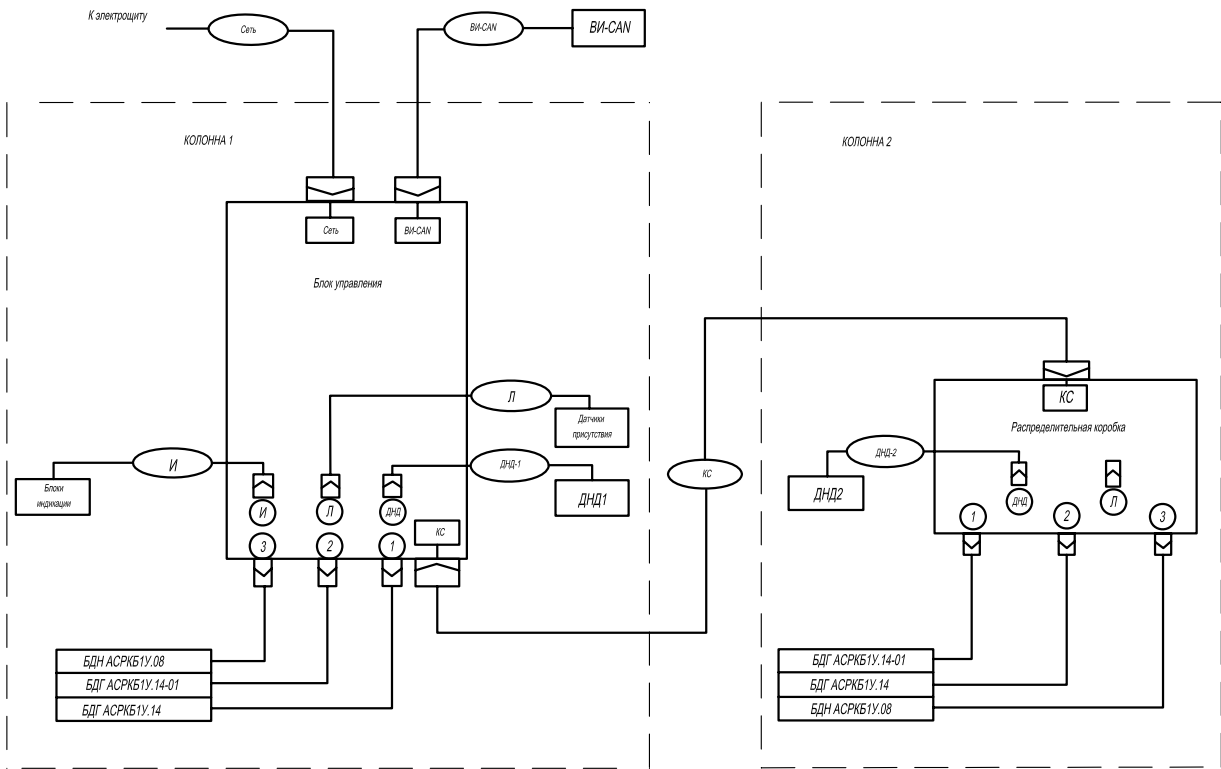 К электрощиту
Сеть
ВИ-CAN
ВИ-CAN
КОЛОННА 1
КОЛОННА 2
Сеть
ВИ-CAN
Блок управления
КС
Распределительная коробка
Л
Датчики
присутствия
И
ДНД-1
ДНД-2
КС
Блоки
индикации
ДНД1
ДНД2
И
Л
ДНД
КС
3
2
1
1
ДНД
2
Л
3
БДН АСРКБ1У.08
БДГ АСРКБ1У.14-01
БДГ АСРКБ1У.14
БДГ АСРКБ1У.14-01
БДГ АСРКБ1У.14
БДН АСРКБ1У.08